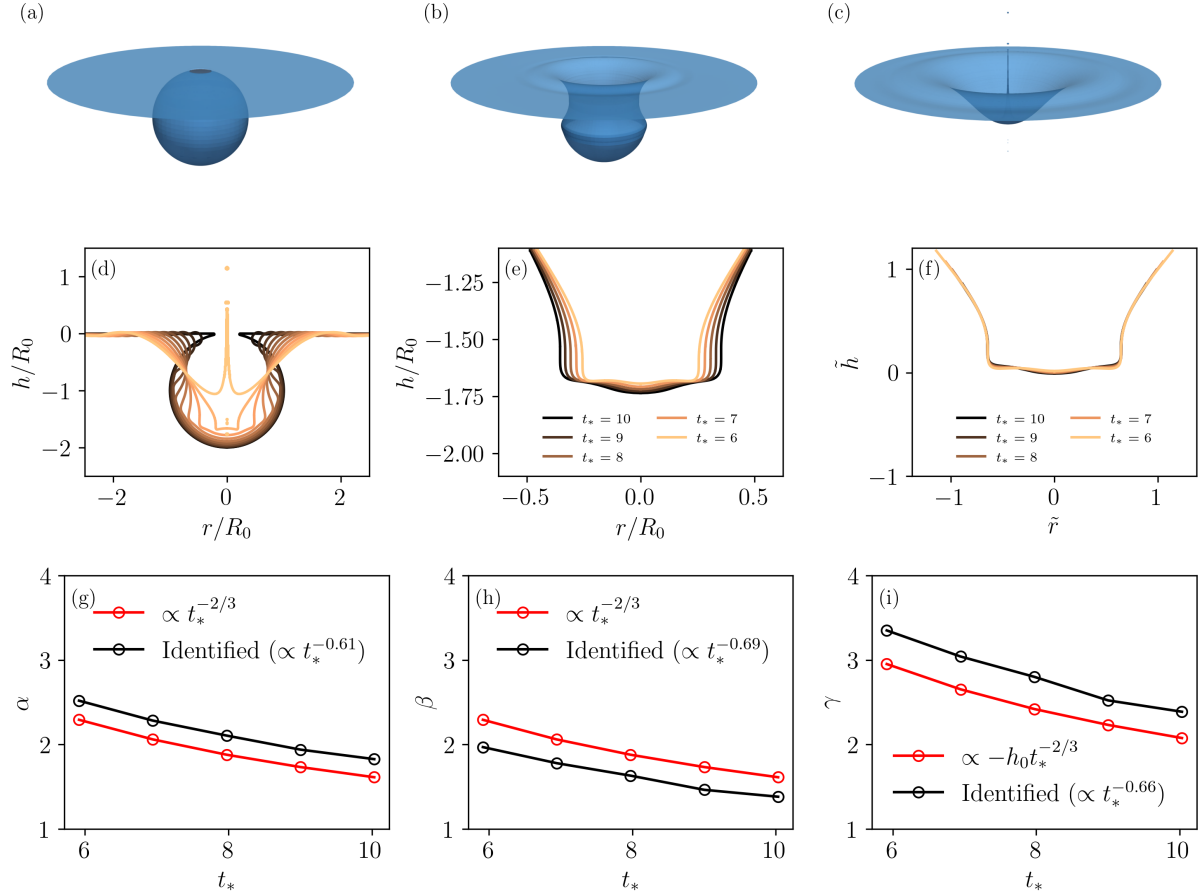 (a)
(b)
(c)
(d)
1
0
−1
−2
h/R₀
−2
0
2
r/R₀
(e)
−1.25
−1.50
−1.75
−2.00
h/R₀
t* = 10
t* = 9
t* = 8
t* = 7
t* = 6
−0.5
0.0
0.5
r/R₀
(f)
1
0
−1
h̃
t* = 10
t* = 9
t* = 8
t* = 7
t* = 6
−1
0
1
r̃
(g)
4
3
2
1
α
∝ t*^{−2/3}
Identified (∝ t*^{−0.61})
6
8
10
t*
(h)
4
3
2
1
β
∝ t*^{−2/3}
Identified (∝ t*^{−0.69})
6
8
10
t*
(i)
4
3
2
1
γ
∝ −h₀t*^{−2/3}
Identified (∝ t*^{−0.66})
6
8
10
t*